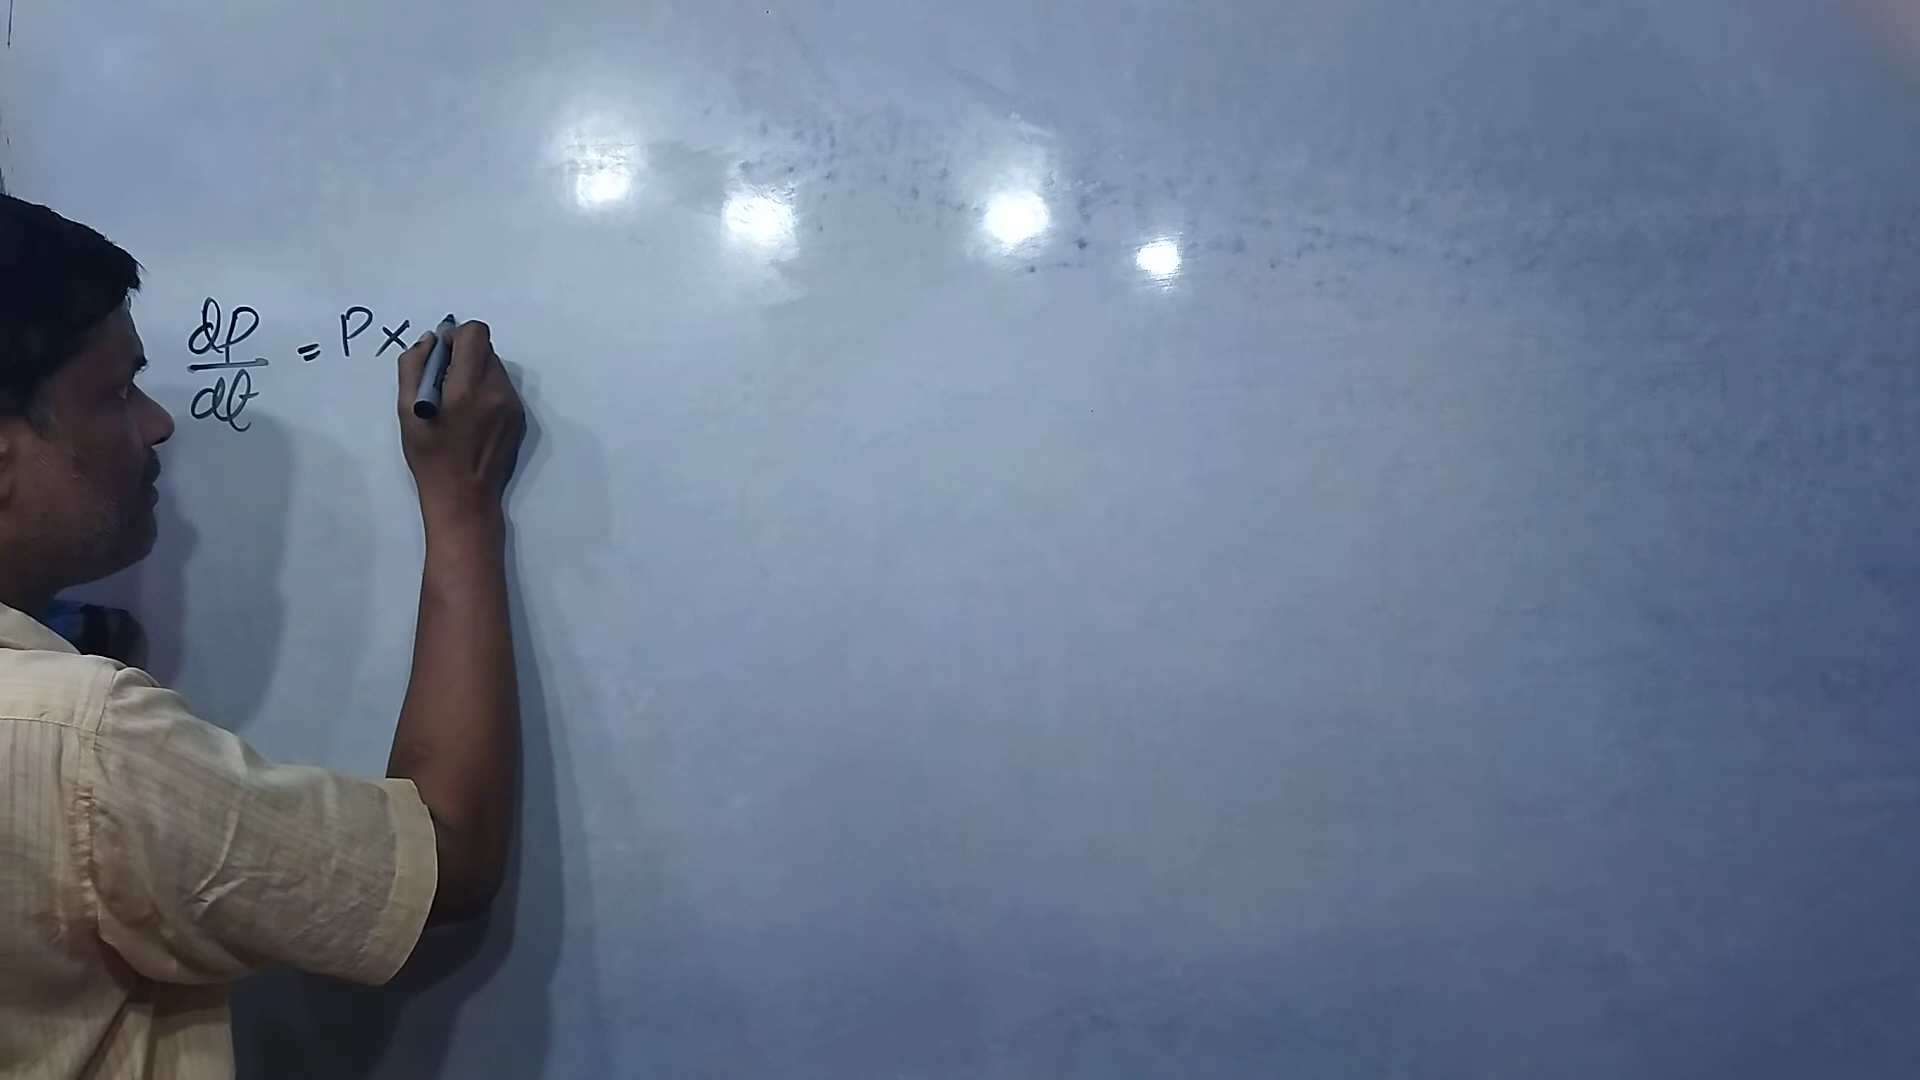 dP/dt = P x